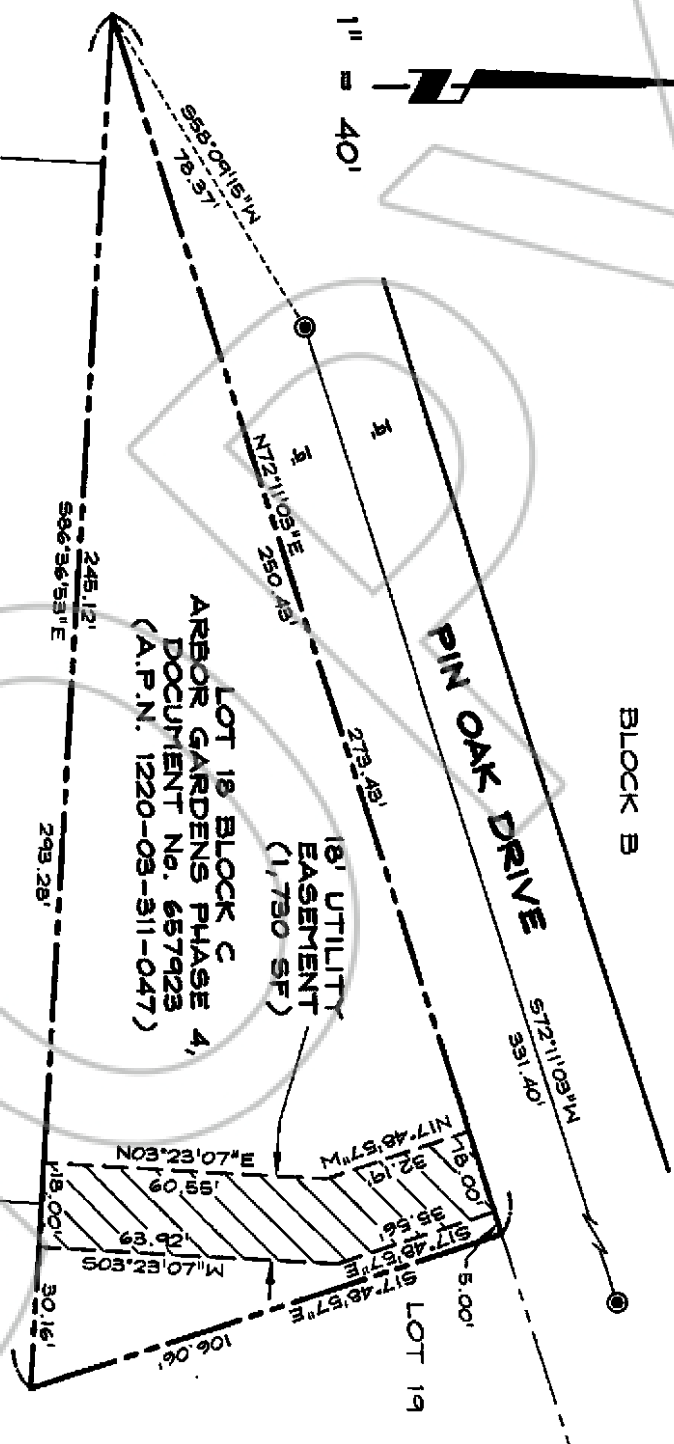 1" = 40'
BLOCK B
PIN OAK DRIVE
S58°09'15"W
78.37'
S72°11'03"W
331.40'
N72°11'03"E
250.43'
273.43'
18' UTILITY
EASEMENT
(1,730 SF)
LOT 18 BLOCK C
ARBOR GARDENS PHASE 4,
DOCUMENT No. 657923
(A.P.N. 1220-03-311-047)
245.12'
S86°36'53"E
293.28'
N17°48'57"W
32.19'
18.00'
35.56'
S17°48'57"E
S17°48'57"E
5.00'
LOT 19
N03°23'07"E
60.55'
63.92'
S03°23'07"W
18.00'
30.16'
106.06'